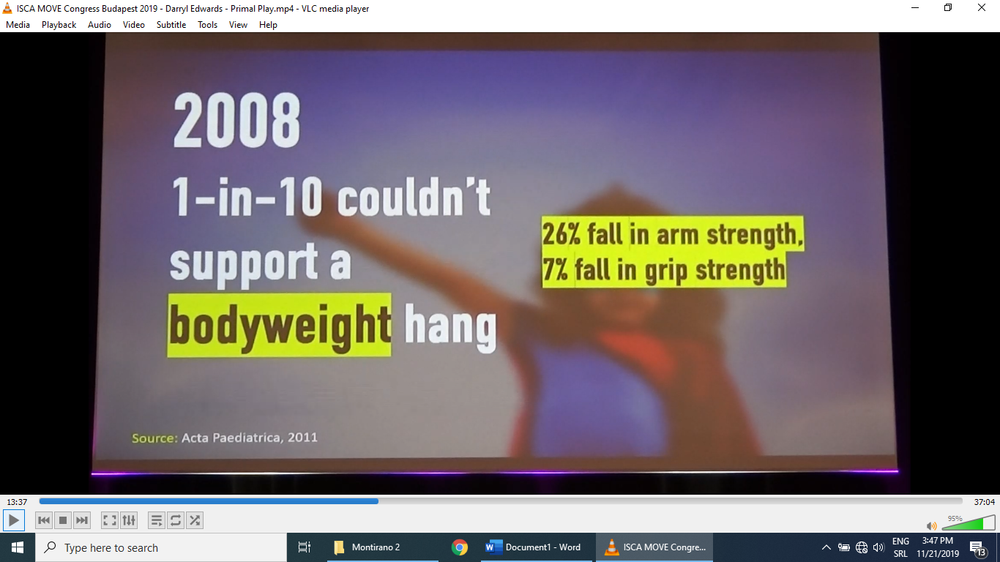 ISCA MOVE Congress Budapest 2019 - Darryl Edwards - Primal Play.mp4 - VLC media player
Media Playback Audio Video Subtitle Tools View Help
2008
1-in-10 couldn't
support a
bodyweight hang
26% fall in arm strength,
7% fall in grip strength
Source: Acta Paediatrica, 2011
13:37
37:04
95%
Type here to search
Montirano 2
Document1 - Word
ISCA MOVE Congre...
ENG
SRL
3:47 PM
11/21/2019
13